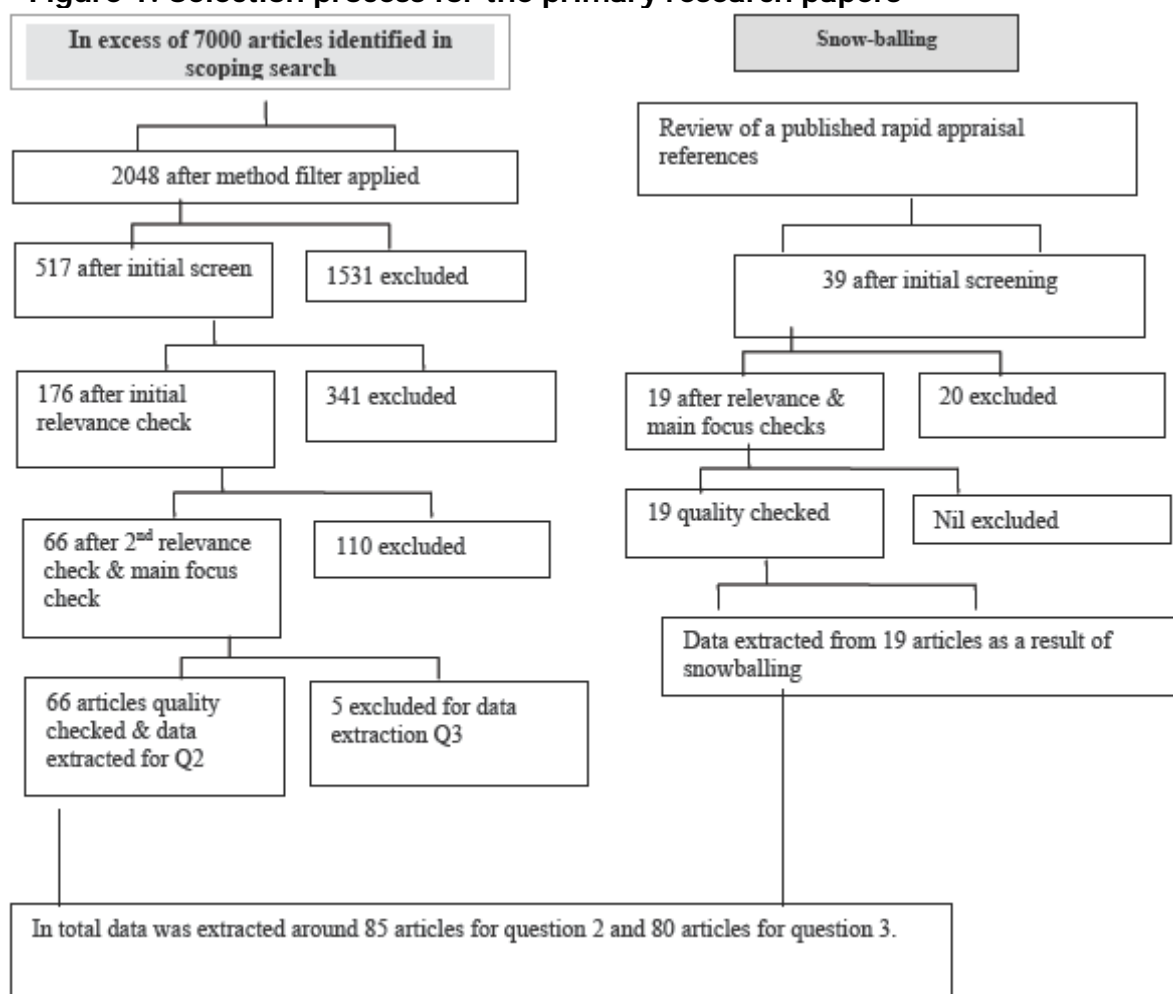 Figure 1: Selection process for the primary research papers
In excess of 7000 articles identified in
scoping search
2048 after method filter applied
517 after initial screen
1531 excluded
176 after initial
relevance check
341 excluded
66 after 2nd relevance
check & main focus
check
110 excluded
66 articles quality
checked & data
extracted for Q2
5 excluded for data
extraction Q3
Snow-balling
Review of a published rapid appraisal
references
39 after initial screening
19 after relevance &
main focus checks
20 excluded
19 quality checked
Nil excluded
Data extracted from 19 articles as a result of
snowballing
In total data was extracted around 85 articles for question 2 and 80 articles for question 3.